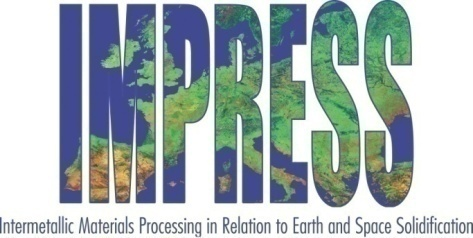 IMPRESS
Intermetallic Materials Processing in Relation to Earth and Space Solidification